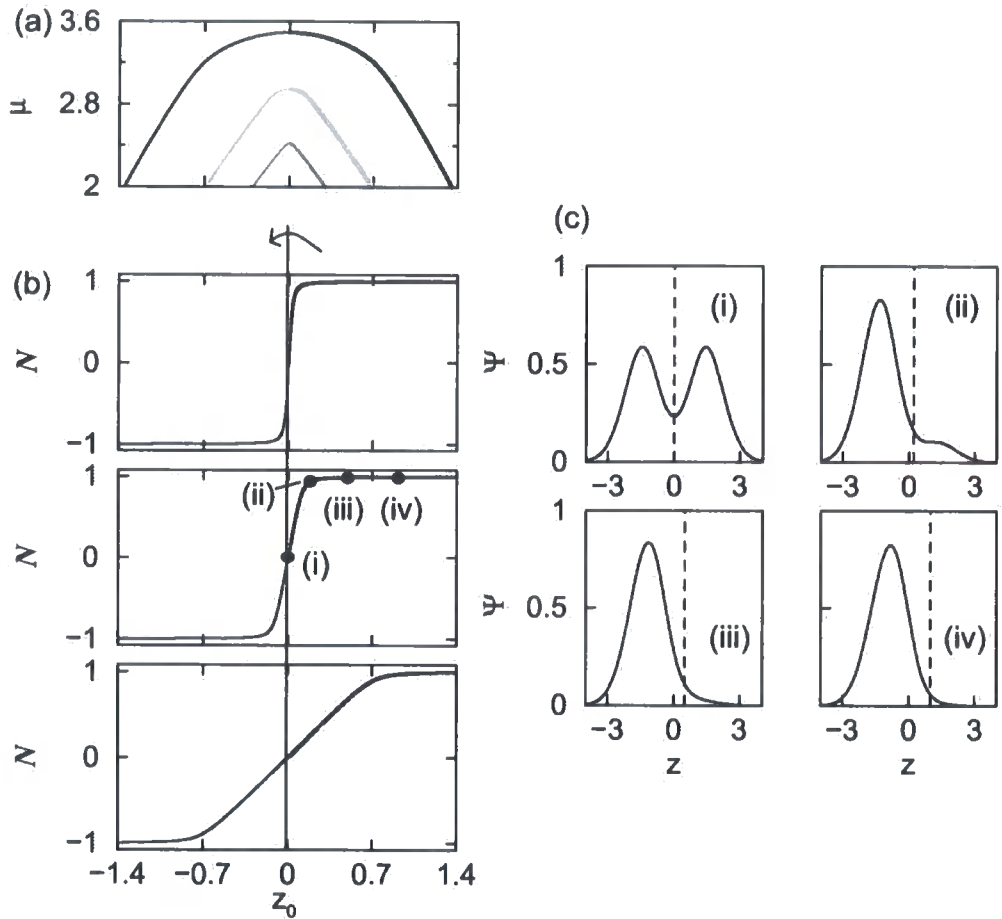 (a)
3.6
μ
2.8
2
(b)
1
N
0
−1
1
(ii)
(iii)
(iv)
N
0
(i)
−1
1
N
0
−1
−1.4 −0.7 0 0.7 1.4
z0
(c)
1
(i)
(ii)
Ψ
0.5
0
−3 0 3
−3 0 3
1
Ψ
0.5
(iii)
(iv)
0
−3 0 3
−3 0 3
z
z